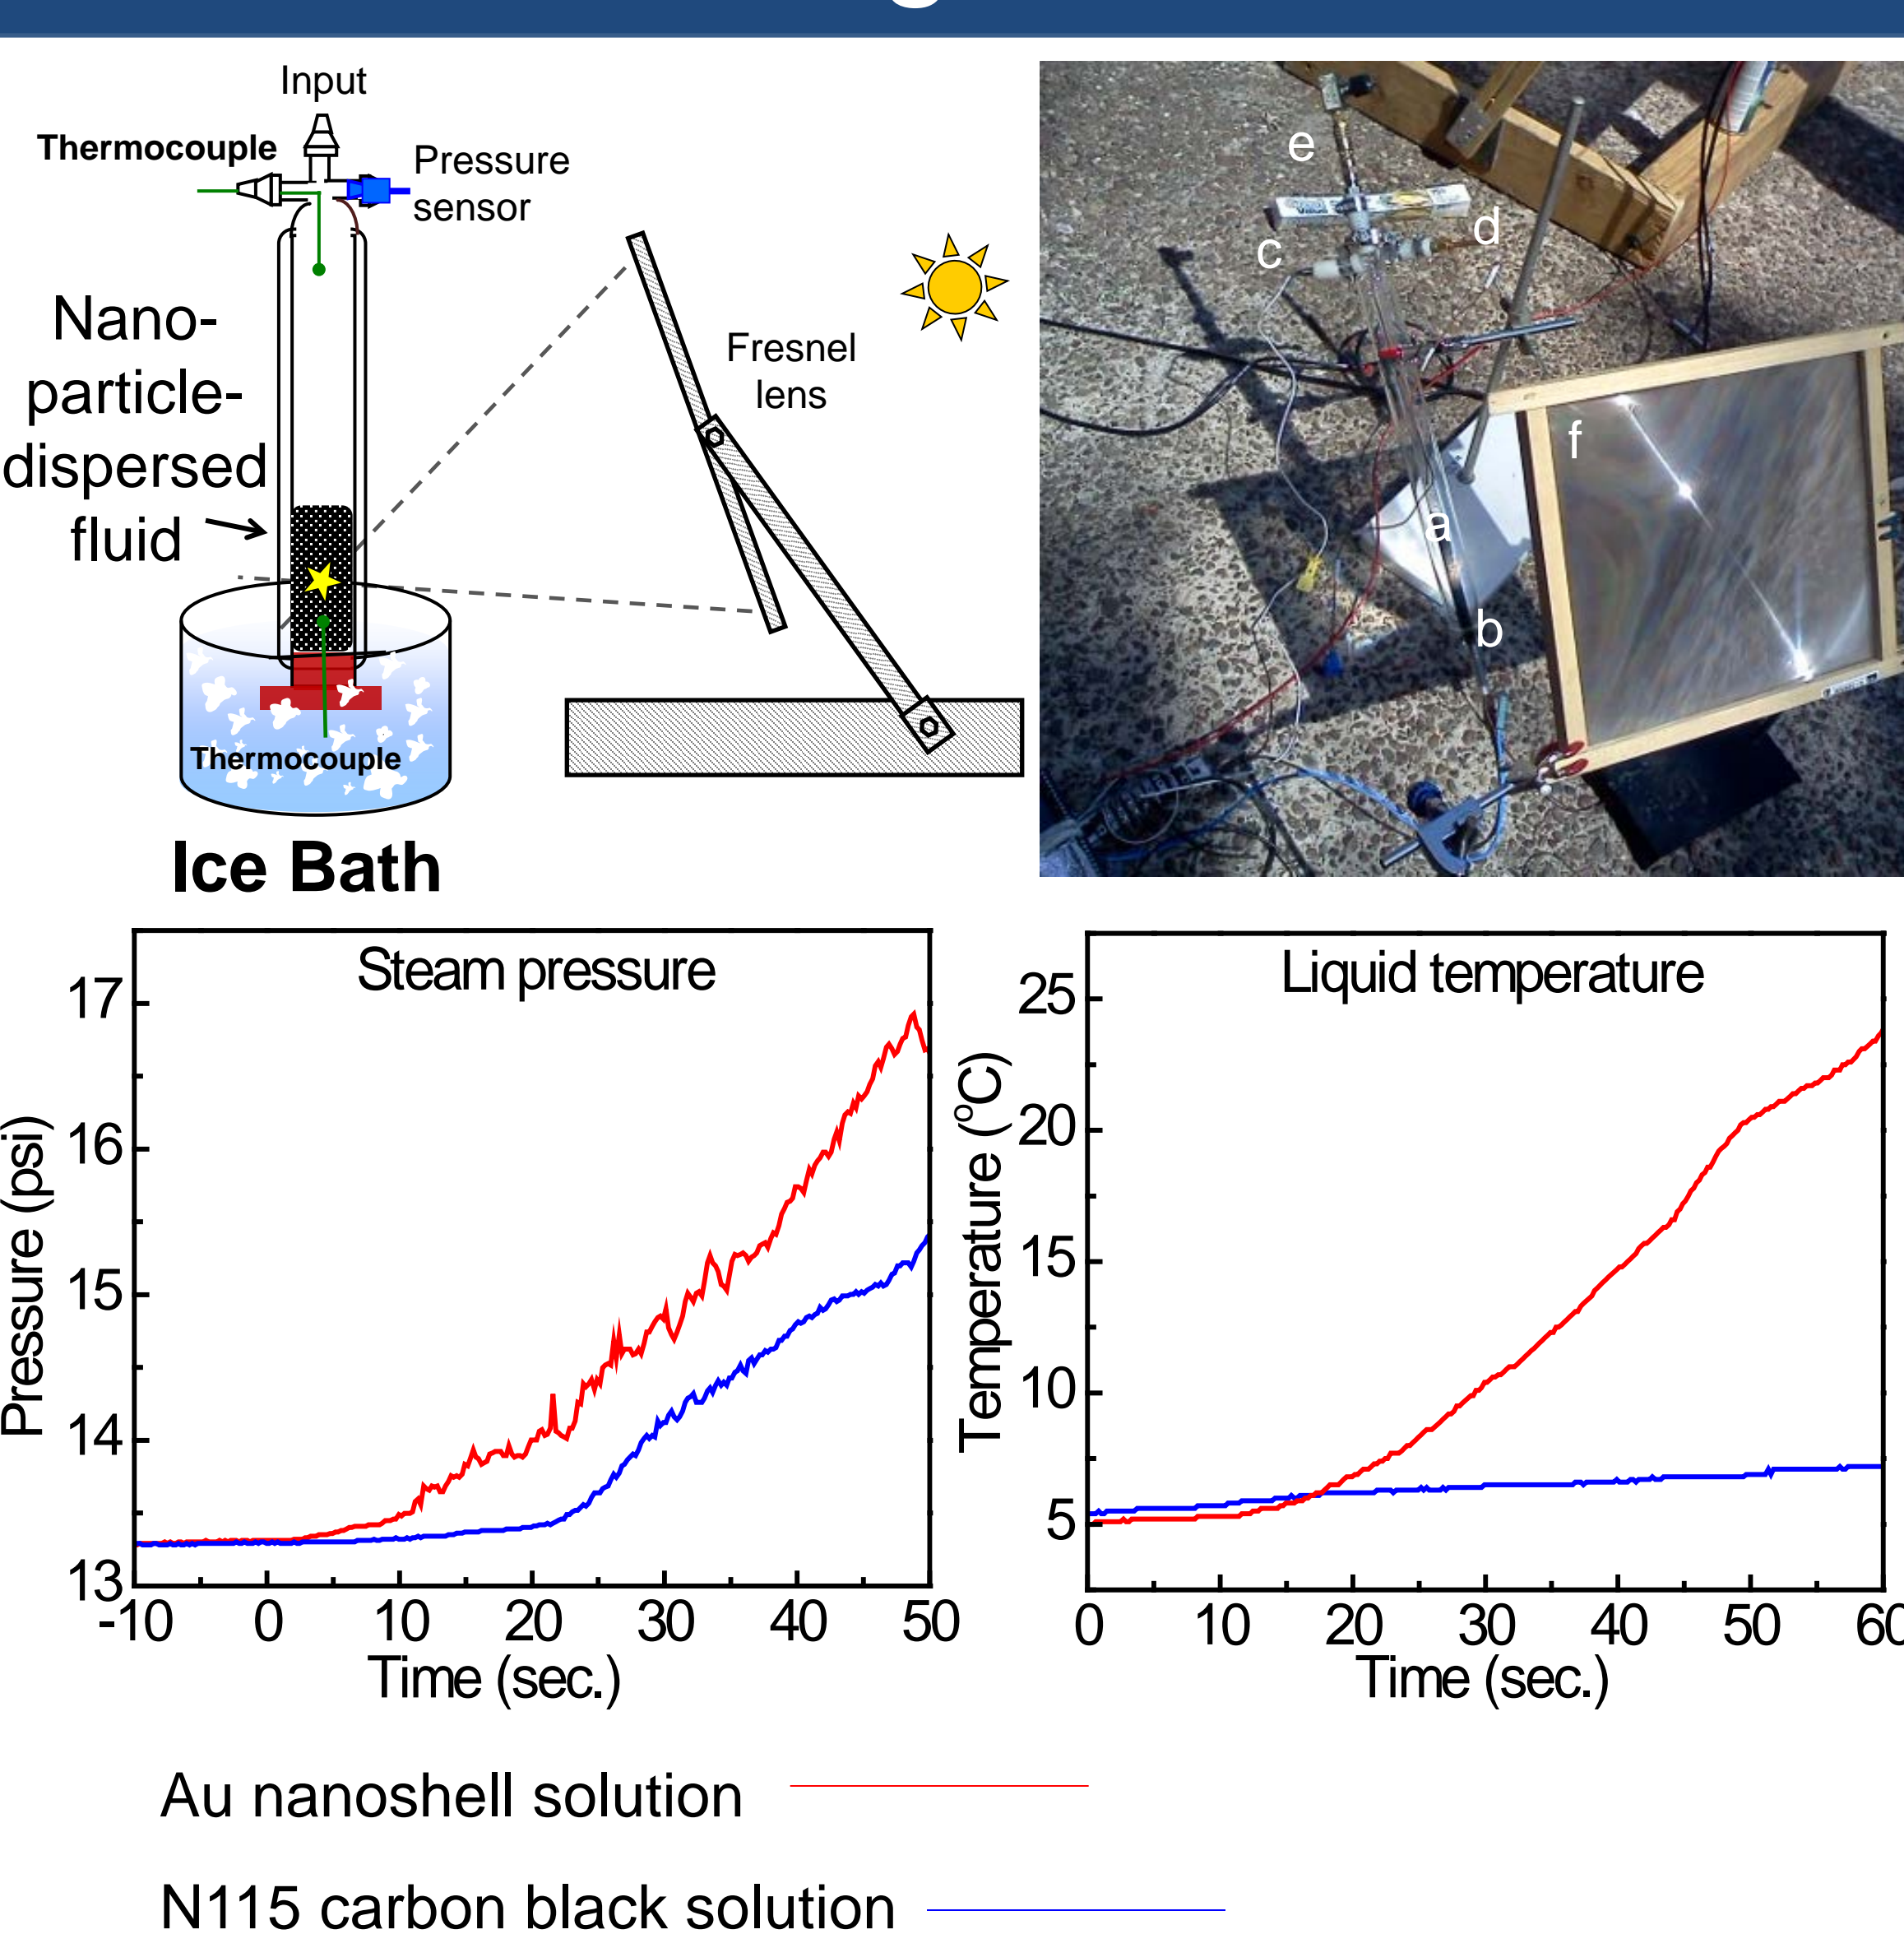 Input
Thermocouple
Pressure
sensor
Nano-
particle-
dispersed
fluid
Fresnel
lens
Thermocouple
Ice Bath
e
d
c
f
a
b
Steam pressure
17
16
15
14
13
Pressure (psi)
-10 0 10 20 30 40 50
Time (sec.)
Liquid temperature
25
20
15
10
5
Temperature (°C)
0 10 20 30 40 50 60
Time (sec.)
Au nanoshell solution
N115 carbon black solution